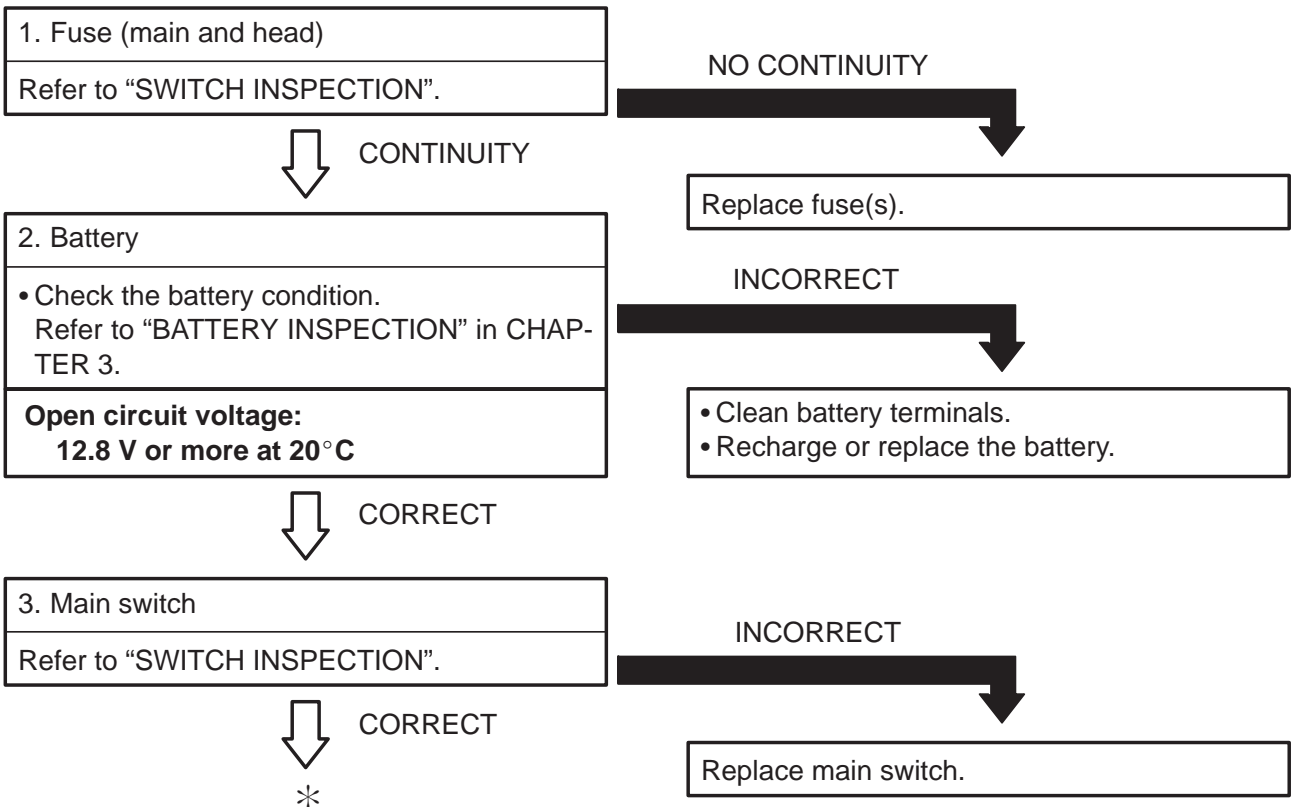 1. Fuse (main and head)
Refer to “SWITCH INSPECTION”.
NO CONTINUITY
CONTINUITY
Replace fuse(s).
2. Battery
• Check the battery condition.
Refer to “BATTERY INSPECTION” in CHAP-
TER 3.
Open circuit voltage:
12.8 V or more at 20°C
INCORRECT
• Clean battery terminals.
• Recharge or replace the battery.
CORRECT
3. Main switch
Refer to “SWITCH INSPECTION”.
INCORRECT
CORRECT
Replace main switch.
*